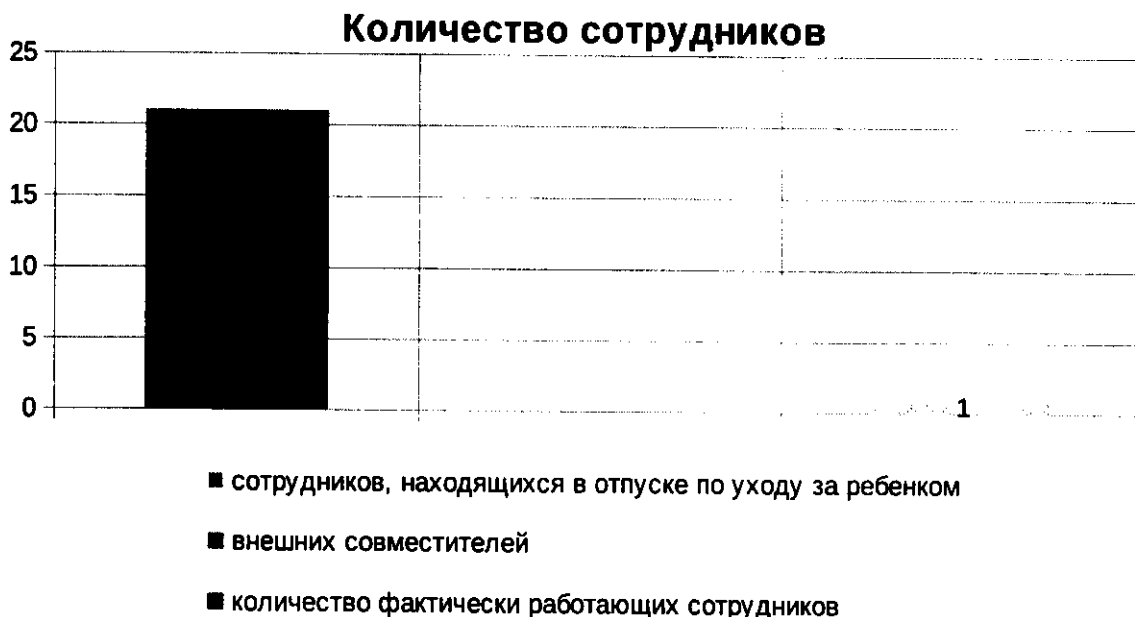 Количество сотрудников
25
20
15
10
5
0
1
сотрудников, находящихся в отпуске по уходу за ребенком
внешних совместителей
количество фактически работающих сотрудников